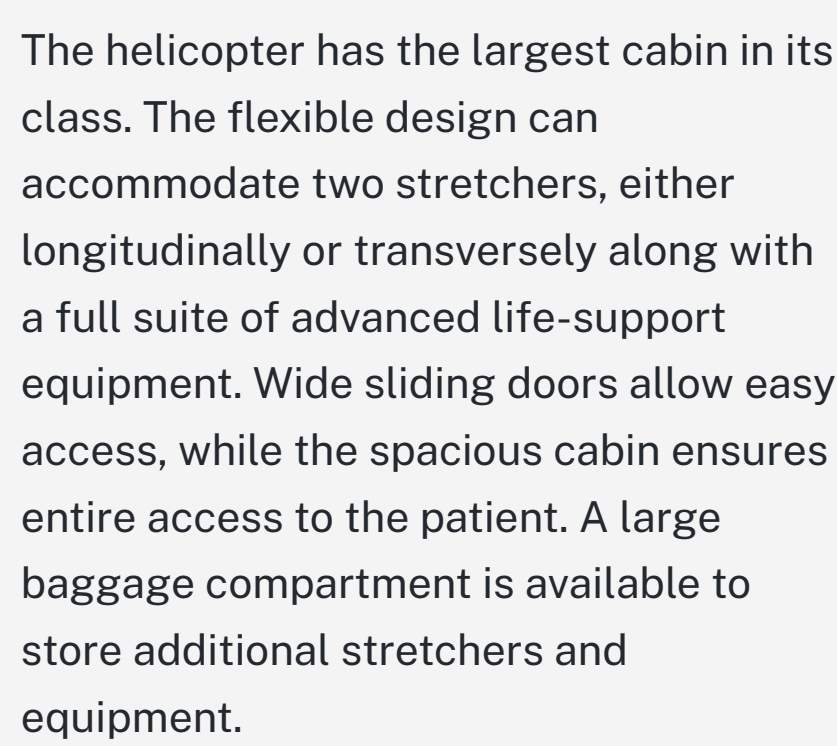 The helicopter has the largest cabin in its
class. The flexible design can
accommodate two stretchers, either
longitudinally or transversely along with
a full suite of advanced life-support
equipment. Wide sliding doors allow easy
access, while the spacious cabin ensures
entire access to the patient. A large
baggage compartment is available to
store additional stretchers and
equipment.